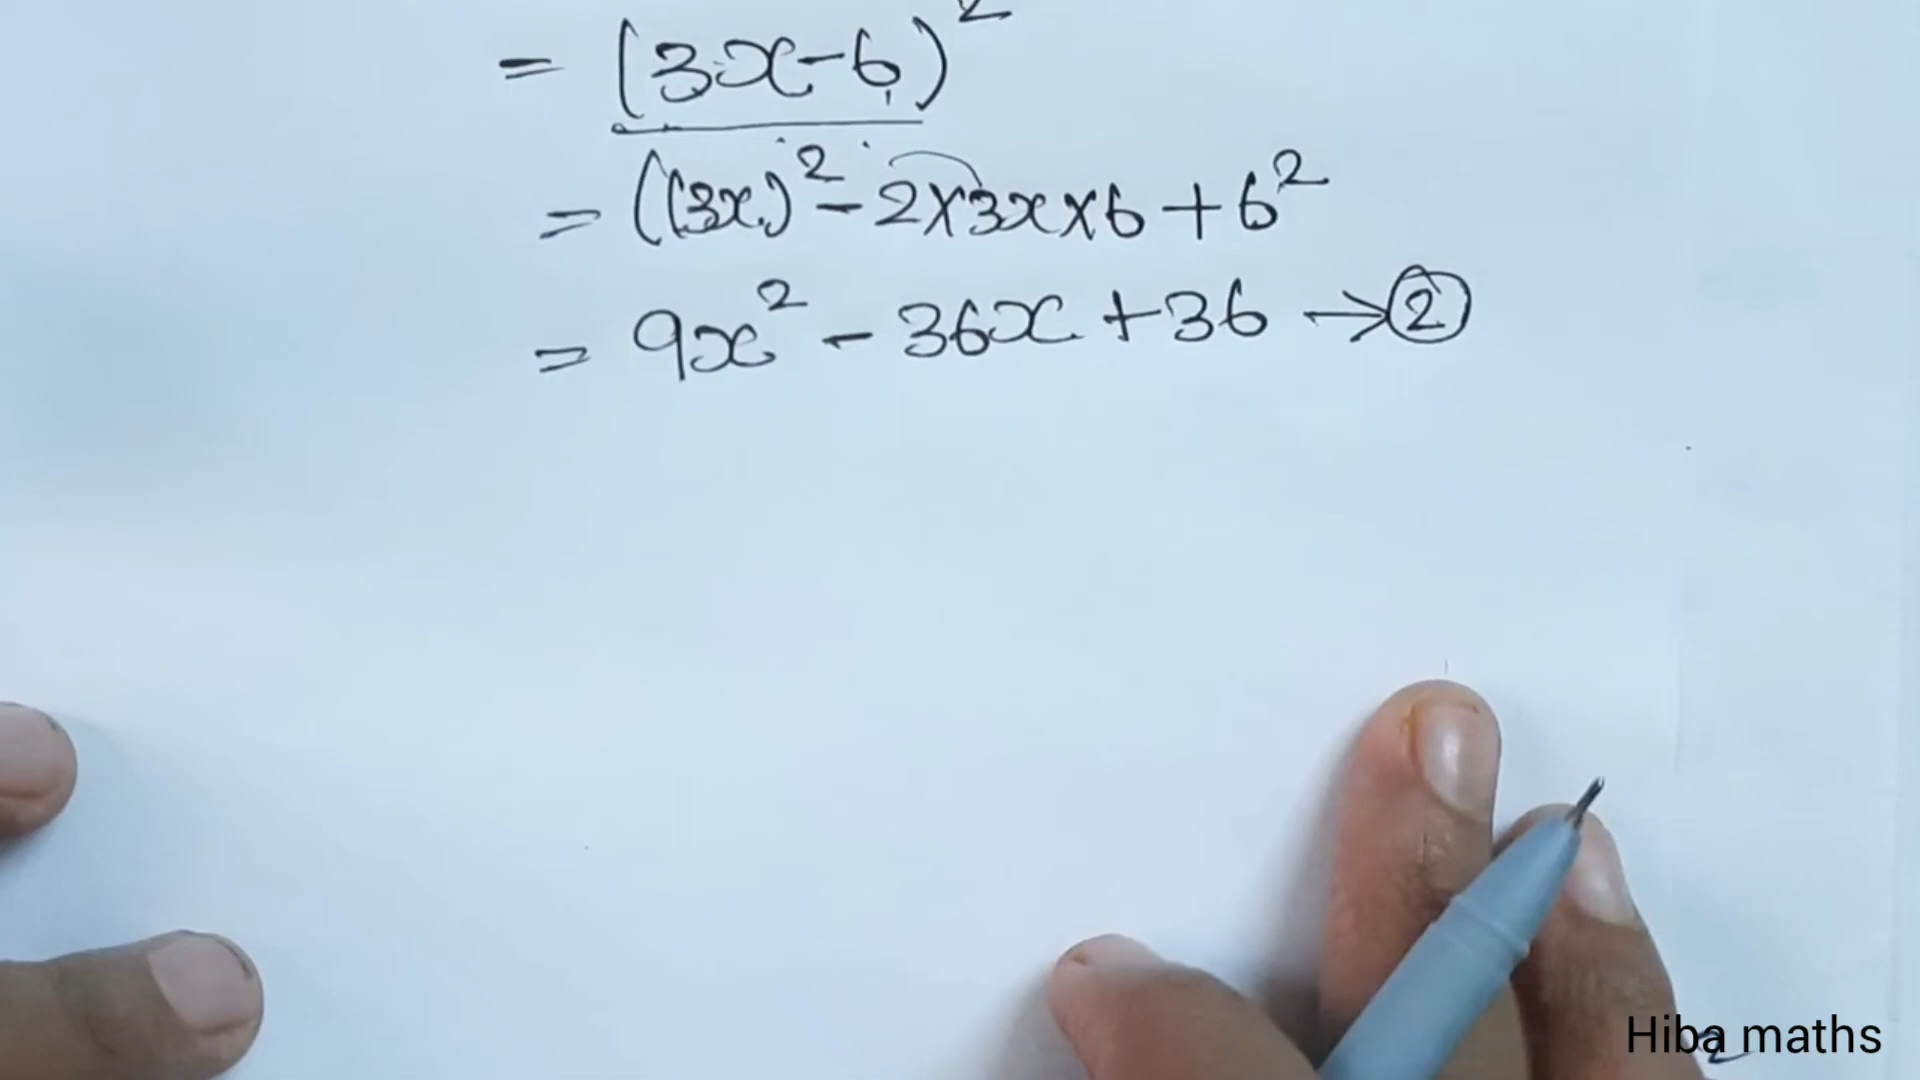 = (3x-6)²
= ((3x)² - 2×3x×6 + 6²
= 9x² - 36x + 36 → ②
Hiba maths